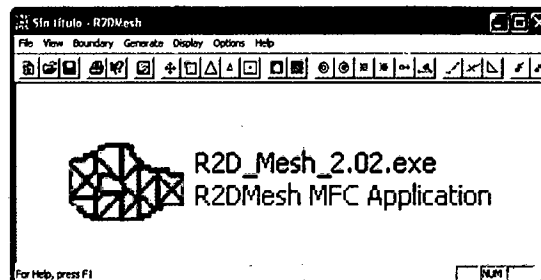 Sin título - R2DMesh
File View Boundary Generate Display Options Help
R2D_Mesh_2.02.exe
R2DMesh MFC Application
For Help, press F1
NUM